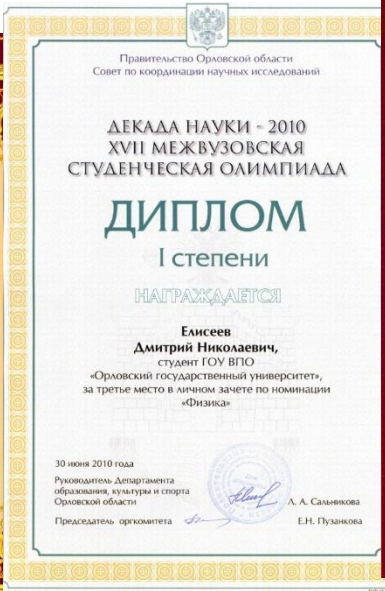 Правительство Орловской области
Совет по координации научных исследований
ДЕКАДА НАУКИ - 2010
XVII МЕЖВУЗОВСКАЯ
СТУДЕНЧЕСКАЯ ОЛИМПИАДА
ДИПЛОМ
I степени
НАГРАЖДАЕТСЯ
Елисеев
Дмитрий Николаевич,
студент ГОУ ВПО
«Орловский государственный университет»,
за третье место в личном зачете по номинации
«Физика»
30 июня 2010 года
Руководитель Департамента
образования, культуры и спорта
Орловской области
Л. А. Сальникова
Председатель оргкомитета
Е.Н. Пузанкова